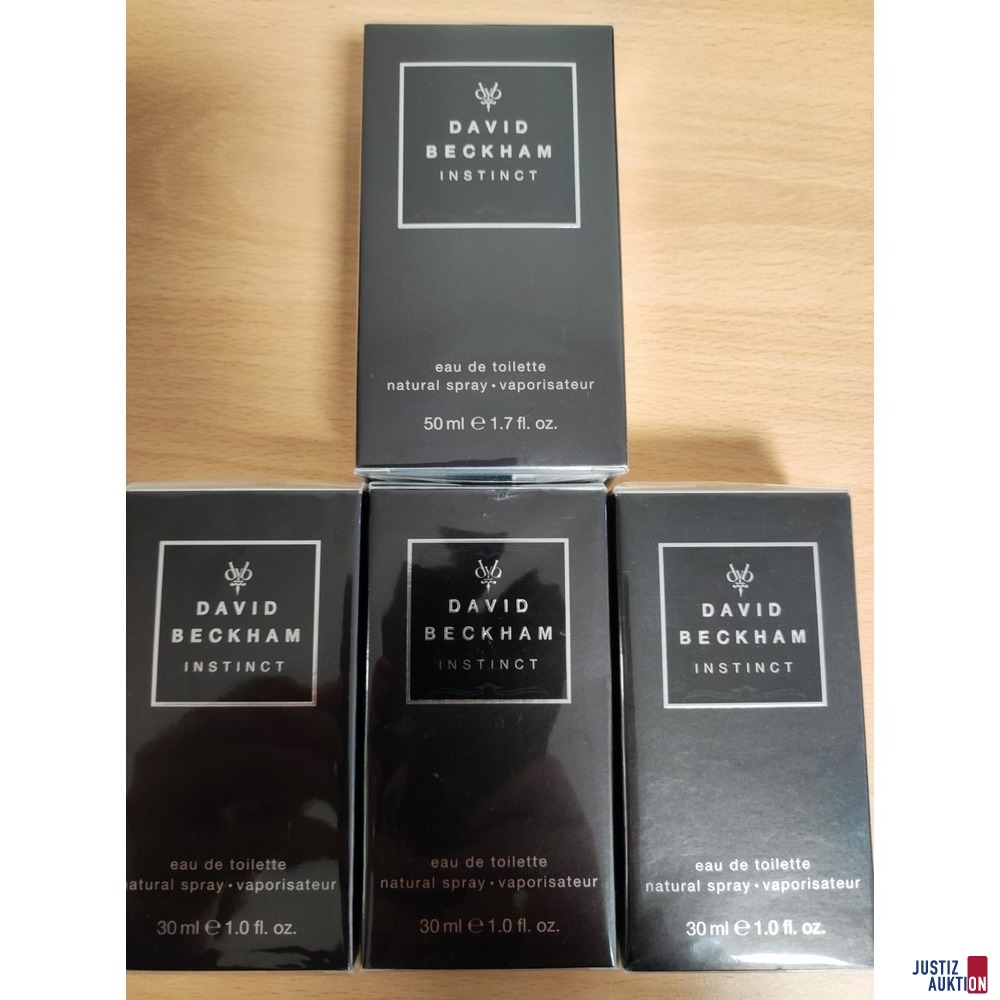 DAVID
BECKHAM
INSTINCT
eau de toilette
natural spray • vaporisateur
50 ml ℮ 1.7 fl. oz.
DAVID
BECKHAM
INSTINCT
eau de toilette
natural spray • vaporisateur
30 ml ℮ 1.0 fl. oz.
DAVID
BECKHAM
INSTINCT
eau de toilette
natural spray • vaporisateur
30 ml ℮ 1.0 fl. oz.
DAVID
BECKHAM
INSTINCT
eau de toilette
natural spray • vaporisateur
30 ml ℮ 1.0 fl. oz.
JUSTIZ
AUKTION